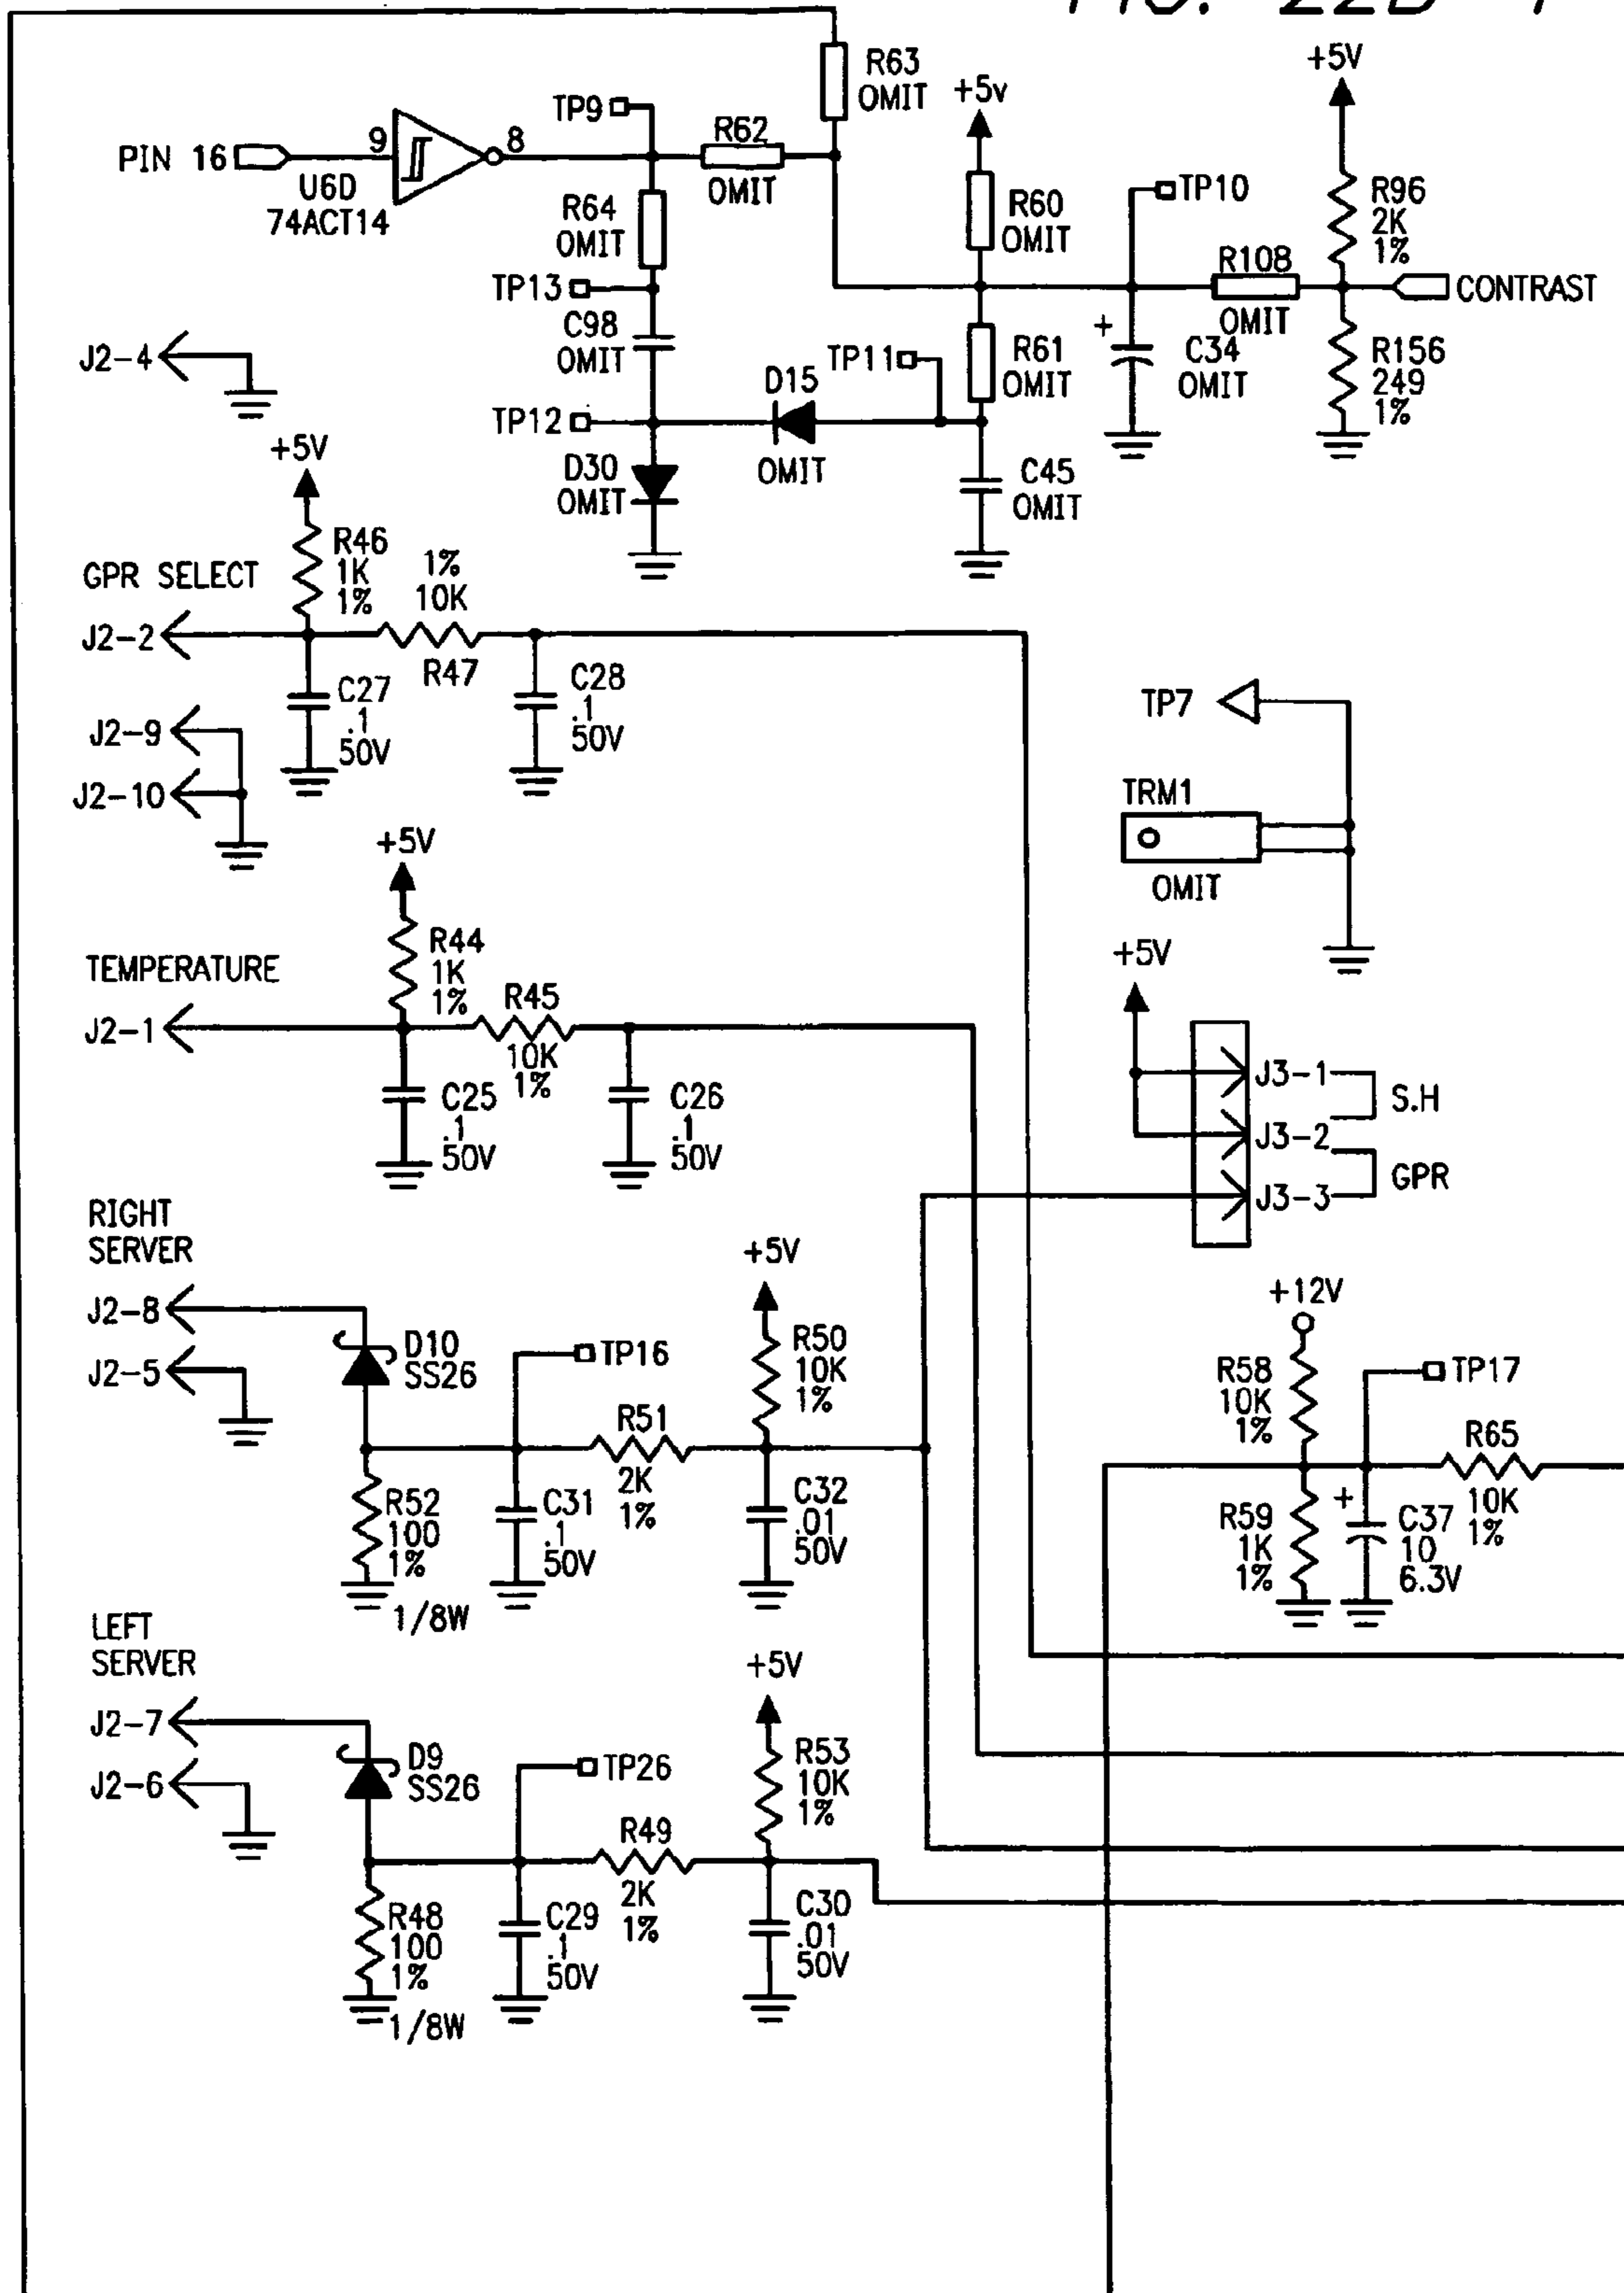 FIG. 22B-1
R63
OMIT
+5v
+5V
TP9
R62
OMIT
PIN 16
9
8
U6D
74ACT14
R64
OMIT
R60
OMIT
TP10
R96
2K
1%
TP13
R108
OMIT
CONTRAST
C98
OMIT
J2-4
TP11
R61
OMIT
+
C34
OMIT
R156
249
1%
D15
OMIT
TP12
D30
OMIT
C45
OMIT
+5V
R46
1K
1%
1%
10K
R47
GPR SELECT
J2-2
C27
.1
50V
C28
.1
50V
J2-9
J2-10
TP7
TRM1
OMIT
+5V
R44
1K
1%
TEMPERATURE
R45
10K
1%
J2-1
C25
.1
50V
C26
.1
50V
+5V
J3-1
S.H
J3-2
GPR
J3-3
RIGHT
SERVER
J2-8
J2-5
D10
SS26
TP16
+5V
R50
10K
1%
R51
2K
1%
R52
100
1%
1/8W
C31
.1
50V
C32
.01
50V
+12V
R58
10K
1%
TP17
R65
10K
1%
R59
1K
1%
+
C37
10
6.3V
LEFT
SERVER
J2-7
J2-6
D9
SS26
TP26
+5V
R53
10K
1%
R49
2K
1%
R48
100
1%
1/8W
C29
.1
50V
C30
.01
50V